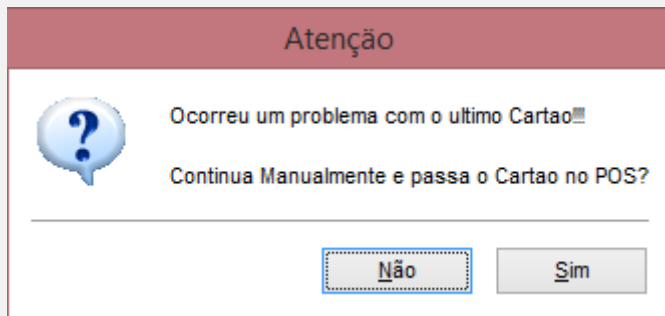 Atenção
Ocorreu um problema com o ultimo Cartao!!!
Continua Manualmente e passa o Cartao no POS?
Não
Sim